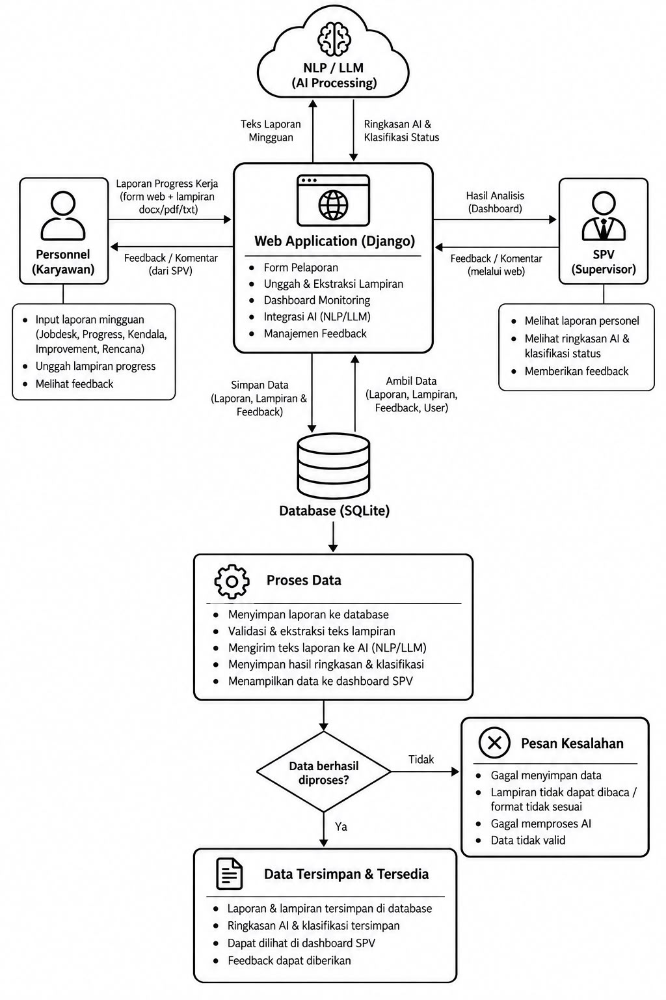 NLP / LLM
(AI Processing)
Teks Laporan
Mingguan
Ringkasan AI &
Klasifikasi Status
Laporan Progress Kerja
(form web + lampiran
docx/pdf/txt)
Personnel
(Karyawan)
Feedback / Komentar
(dari SPV)
Web Application (Django)
• Form Pelaporan
• Unggah & Ekstraksi Lampiran
• Dashboard Monitoring
• Integrasi AI (NLP/LLM)
• Manajemen Feedback
Hasil Analisis
(Dashboard)
Feedback / Komentar
(melalui web)
SPV
(Supervisor)
• Input laporan mingguan
(Jobdesk, Progress, Kendala,
Improvement, Rencana)
• Unggah lampiran progress
• Melihat feedback
• Melihat laporan personel
• Melihat ringkasan AI &
klasifikasi status
• Memberikan feedback
Simpan Data
(Laporan, Lampiran &
Feedback)
Ambil Data
(Laporan, Lampiran,
Feedback, User)
Database (SQLite)
Proses Data
• Menyimpan laporan ke database
• Validasi & ekstraksi teks lampiran
• Mengirim teks laporan ke AI (NLP/LLM)
• Menyimpan hasil ringkasan & klasifikasi
• Menampilkan data ke dashboard SPV
Data berhasil
diproses?
Tidak
Pesan Kesalahan
• Gagal menyimpan data
• Lampiran tidak dapat dibaca /
format tidak sesuai
• Gagal memproses AI
• Data tidak valid
Ya
Data Tersimpan & Tersedia
• Laporan & lampiran tersimpan di database
• Ringkasan AI & klasifikasi tersimpan
• Dapat dilihat di dashboard SPV
• Feedback dapat diberikan